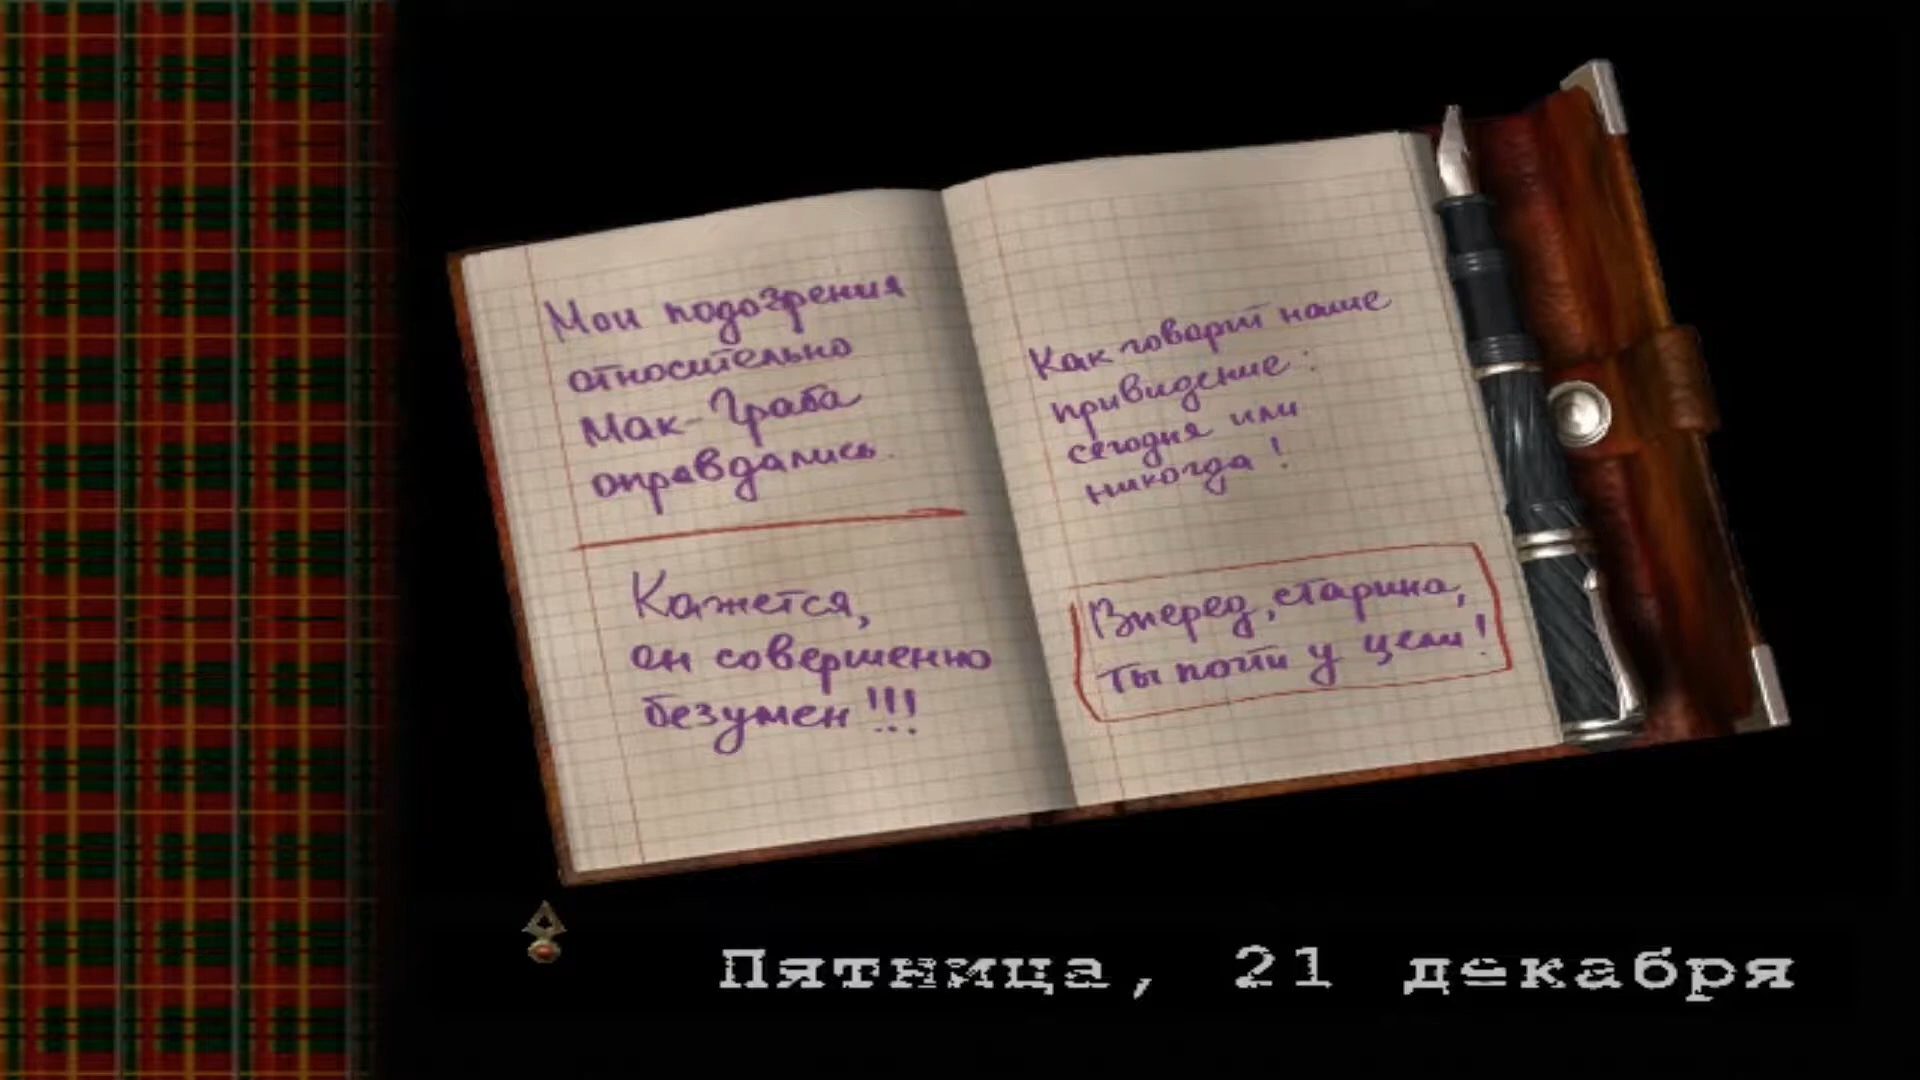 Мои подозрения
относительно
Мак-Граба
оправдались.
Кажется,
он совершенно
безумен!!!
Как говорит наше
привидение:
сегодня или
никогда!
Вперед, старина,
ты почти у цели!
Пятница, 21 декабря